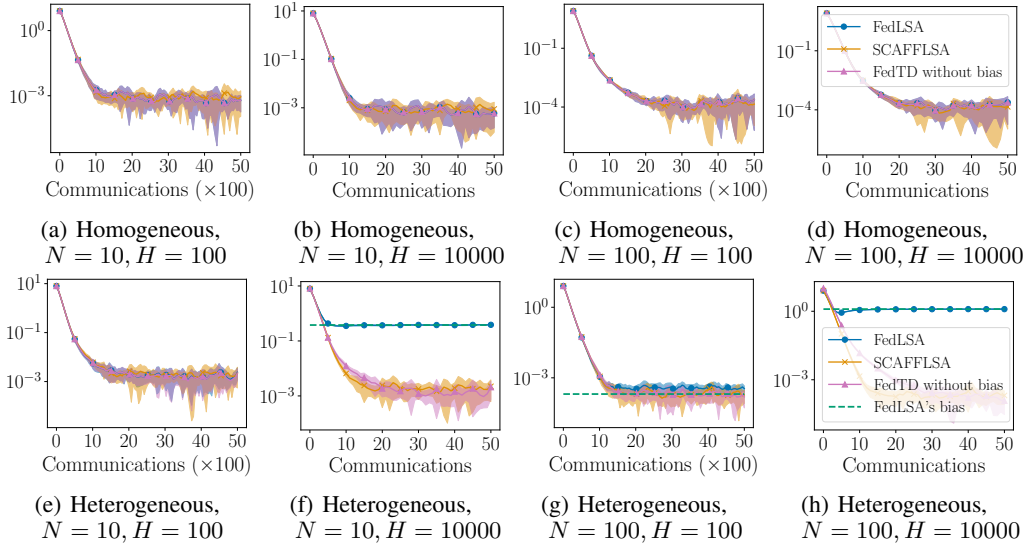 10^0
10^-3
0 10 20 30 40 50
Communications (×100)
(a) Homogeneous,
N = 10, H = 100
10^1
10^-1
10^-3
0 10 20 30 40 50
Communications
(b) Homogeneous,
N = 10, H = 10000
10^-1
10^-4
0 10 20 30 40 50
Communications (×100)
(c) Homogeneous,
N = 100, H = 100
10^-1
10^-4
FedLSA
SCAFFLSA
FedTD without bias
0 10 20 30 40 50
Communications
(d) Homogeneous,
N = 100, H = 10000
10^1
10^-1
10^-3
0 10 20 30 40 50
Communications (×100)
(e) Heterogeneous,
N = 10, H = 100
10^1
10^-1
10^-3
0 10 20 30 40 50
Communications
(f) Heterogeneous,
N = 10, H = 10000
10^0
10^-3
0 10 20 30 40 50
Communications (×100)
(g) Heterogeneous,
N = 100, H = 100
10^0
10^-3
FedLSA
SCAFFLSA
FedTD without bias
FedLSA's bias
0 10 20 30 40 50
Communications
(h) Heterogeneous,
N = 100, H = 10000